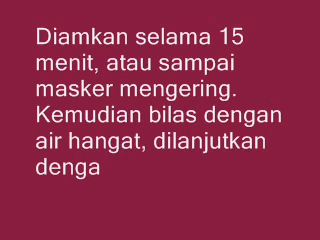 Diamkan selama 15
menit, atau sampai
masker mengering.
Kemudian bilas dengan
air hangat, dilanjutkan
denga